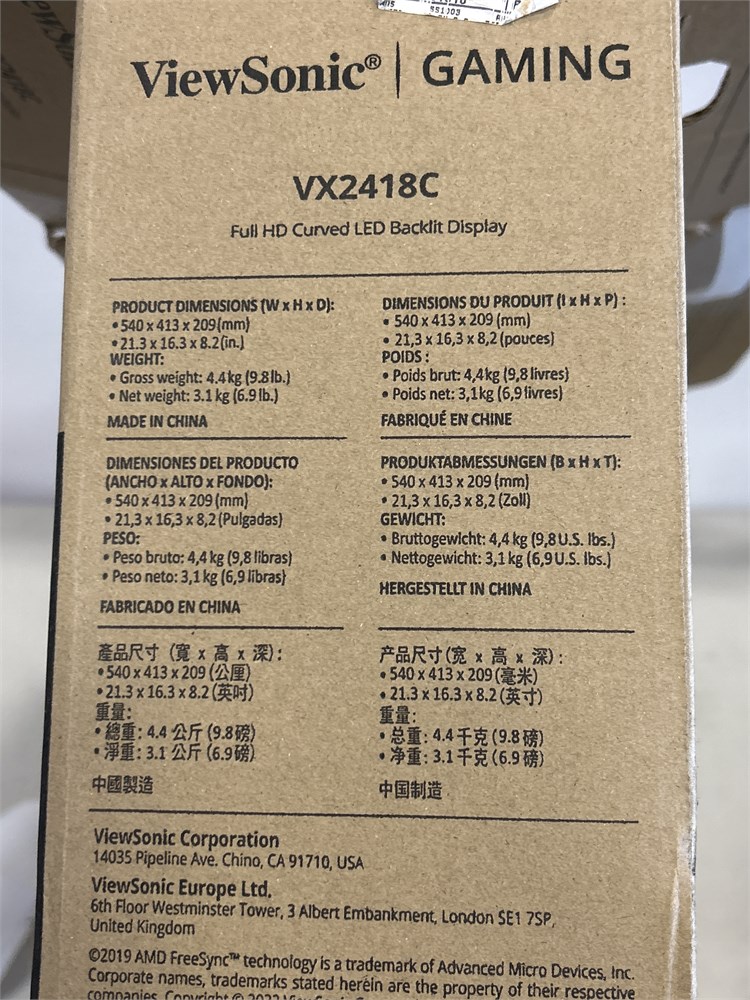 ViewSonic® | GAMING
VX2418C
Full HD Curved LED Backlit Display
PRODUCT DIMENSIONS (W x H x D):
• 540 x 413 x 209(mm)
• 21.3 x 16.3 x 8.2(in.)
WEIGHT:
• Gross weight: 4.4kg (9.8lb.)
• Net weight: 3.1 kg (6.9 lb.)
MADE IN CHINA
DIMENSIONS DU PRODUIT (l x H x P) :
• 540 x 413 x 209 (mm)
• 21,3 x 16,3 x 8,2 (pouces)
POIDS :
• Poids brut: 4,4kg (9,8 livres)
• Poids net: 3,1kg (6,9 livres)
FABRIQUÉ EN CHINE
DIMENSIONES DEL PRODUCTO
(ANCHO x ALTO x FONDO):
• 540 x 413 x 209 (mm)
• 21,3 x 16,3 x 8,2 (Pulgadas)
PESO:
• Peso bruto: 4,4 kg (9,8 libras)
• Peso neto: 3,1 kg (6,9 libras)
FABRICADO EN CHINA
PRODUKTABMESSUNGEN (B x H x T):
• 540 x 413 x 209 (mm)
• 21,3 x 16,3 x 8,2 (Zoll)
GEWICHT:
• Bruttogewicht: 4,4 kg (9,8 U.S. lbs.)
• Nettogewicht: 3,1 kg (6,9 U.S. lbs.)
HERGESTELLT IN CHINA
產品尺寸 (寬 x 高 x 深):
• 540 x 413 x 209 (公厘)
• 21.3 x 16.3 x 8.2 (英吋)
重量:
• 總重: 4.4 公斤 (9.8 磅)
• 淨重: 3.1 公斤 (6.9 磅)
中國製造
产品尺寸(宽 x 高 x 深):
• 540 x 413 x 209 (毫米)
• 21.3 x 16.3 x 8.2 (英寸)
重量:
• 总重: 4.4 千克 (9.8 磅)
• 净重: 3.1 千克 (6.9 磅)
中国制造
ViewSonic Corporation
14035 Pipeline Ave. Chino, CA 91710, USA
ViewSonic Europe Ltd.
6th Floor Westminster Tower, 3 Albert Embankment, London SE1 7SP,
United Kingdom
©2019 AMD FreeSync™ technology is a trademark of Advanced Micro Devices, Inc.
Corporate names, trademarks stated herein are the property of their respective
companies. Copyright © 2022